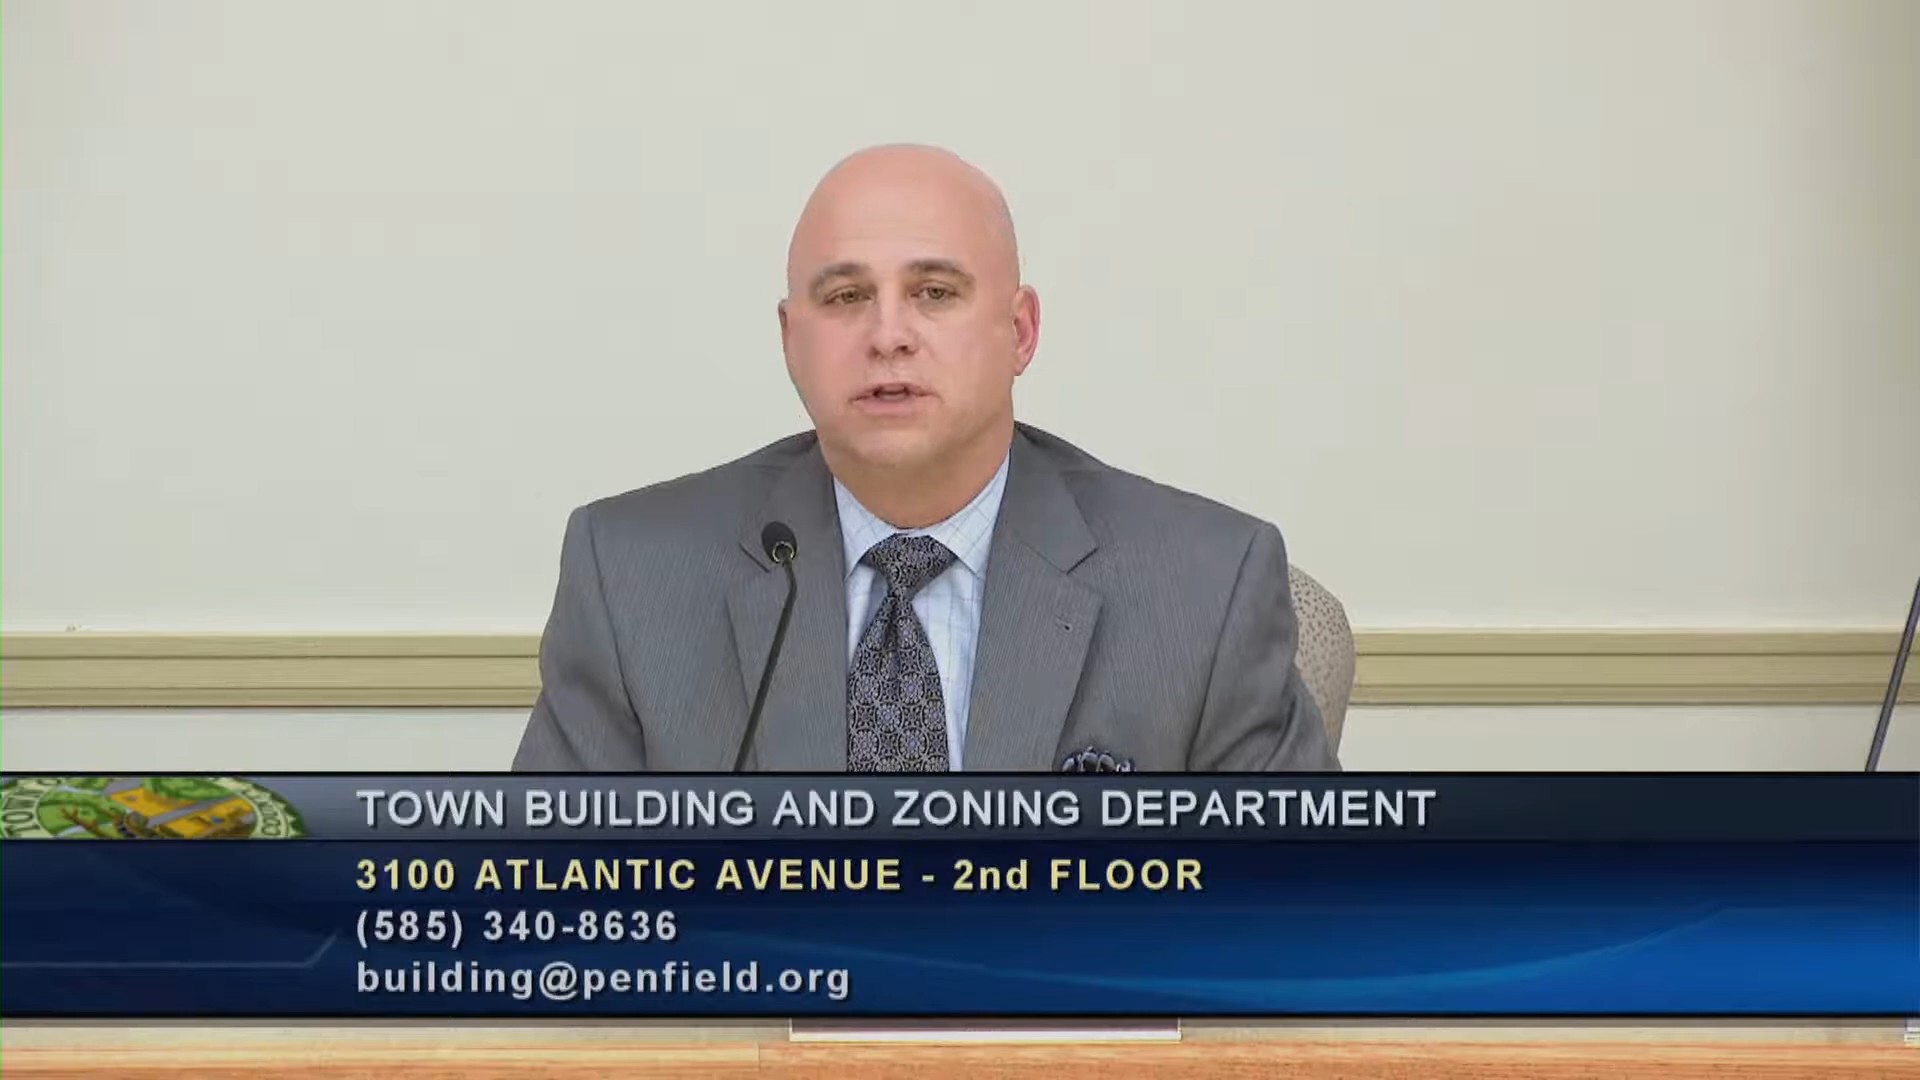 TOWN BUILDING AND ZONING DEPARTMENT
3100 ATLANTIC AVENUE - 2nd FLOOR
(585) 340-8636
building@penfield.org